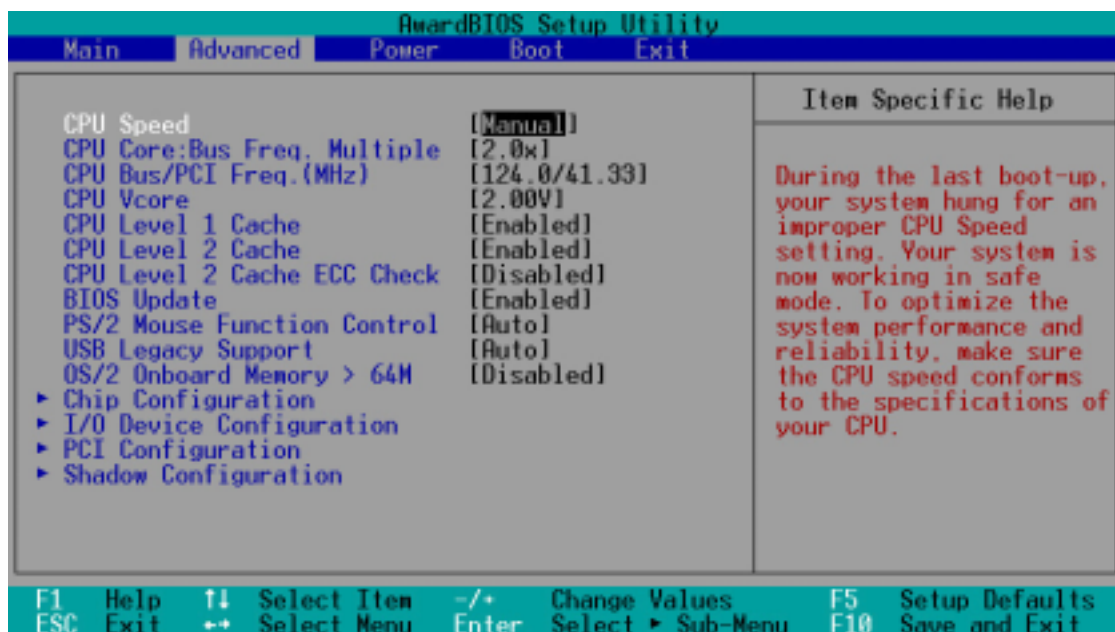 AwardBIOS Setup Utility
Main Advanced Power Boot Exit
CPU Speed [Manual]
CPU Core:Bus Freq. Multiple [2.0x]
CPU Bus/PCI Freq.(MHz) [124.0/41.33]
CPU Vcore [2.00V]
CPU Level 1 Cache [Enabled]
CPU Level 2 Cache [Enabled]
CPU Level 2 Cache ECC Check [Disabled]
BIOS Update [Enabled]
PS/2 Mouse Function Control [Auto]
USB Legacy Support [Auto]
OS/2 Onboard Memory > 64M [Disabled]
► Chip Configuration
► I/O Device Configuration
► PCI Configuration
► Shadow Configuration
Item Specific Help
During the last boot-up,
your system hung for an
improper CPU Speed
setting. Your system is
now working in safe
mode. To optimize the
system performance and
reliability, make sure
the CPU speed conforms
to the specifications of
your CPU.
F1 Help ↑↓ Select Item -/+ Change Values F5 Setup Defaults
ESC Exit ←→ Select Menu Enter Select ► Sub-Menu F10 Save and Exit